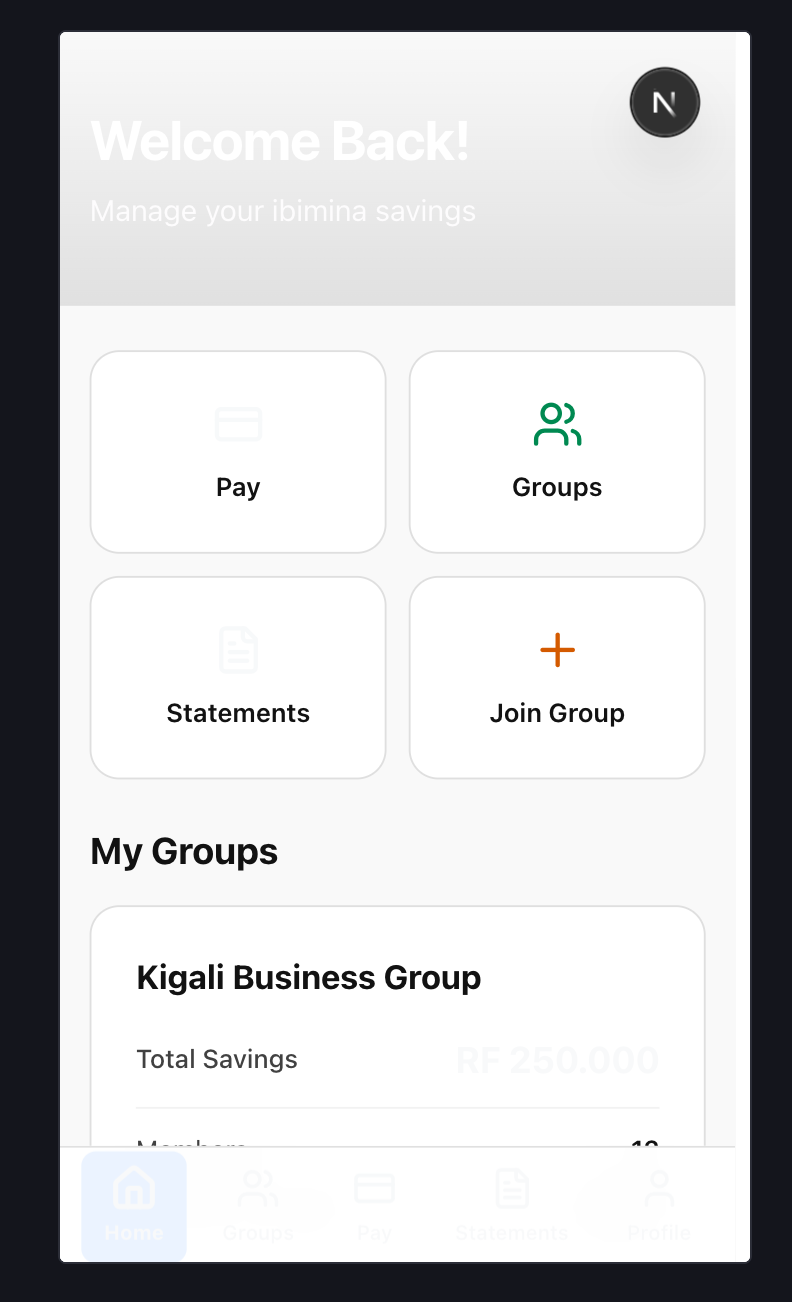 Welcome Back!
N
Manage your ibimina savings
Pay
Groups
Statements
Join Group
My Groups
Kigali Business Group
Total Savings
RF 250.000
Members
12
Home
Groups
Pay
Statements
Profile